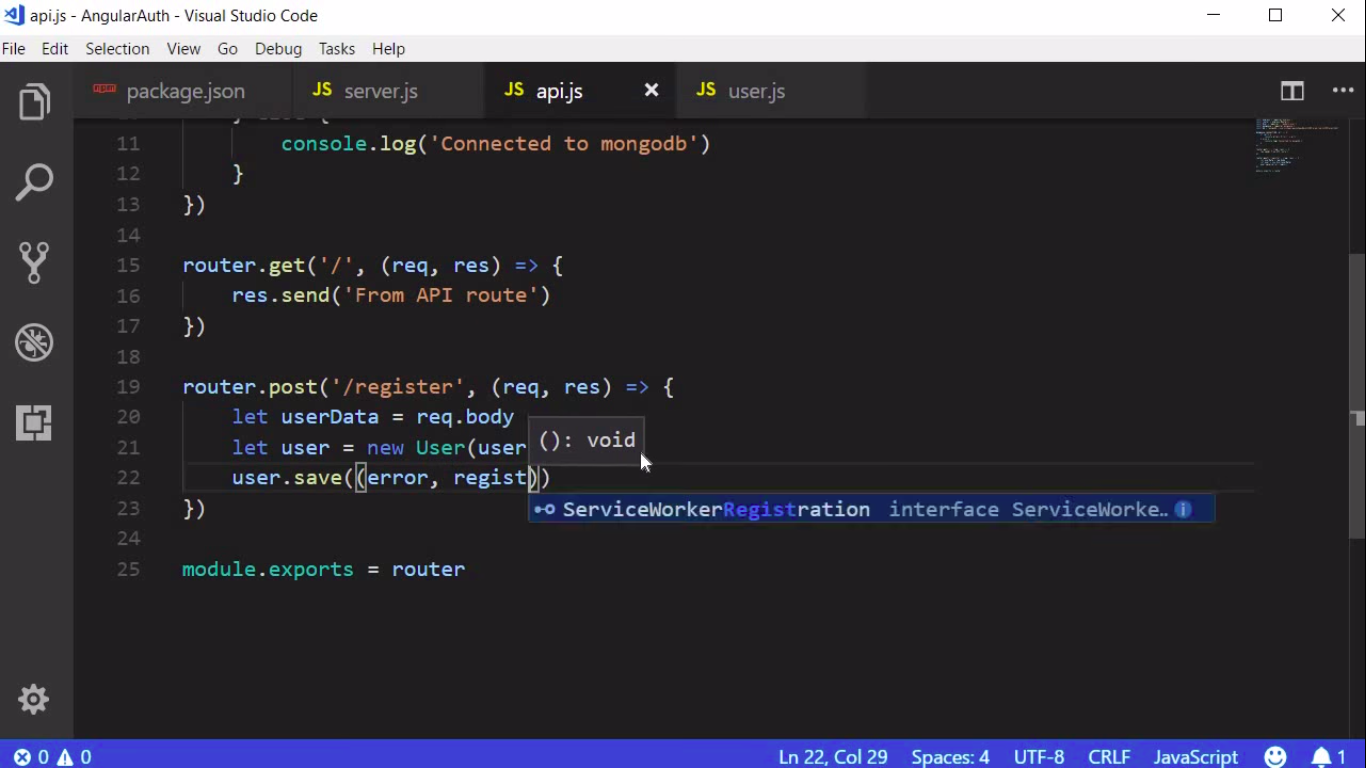 api.js - AngularAuth - Visual Studio Code
File Edit Selection View Go Debug Tasks Help
npm package.json JS server.js JS api.js JS user.js
11 console.log('Connected to mongodb')
12 }
13 })
14
15 router.get('/', (req, res) => {
16 res.send('From API route')
17 })
18
19 router.post('/register', (req, res) => {
20 let userData = req.body
21 let user = new User(user
(): void
22 user.save((error, regist))
ServiceWorkerRegistration interface ServiceWorke…
23 })
24
25 module.exports = router
0 0 Ln 22, Col 29 Spaces: 4 UTF-8 CRLF JavaScript 1